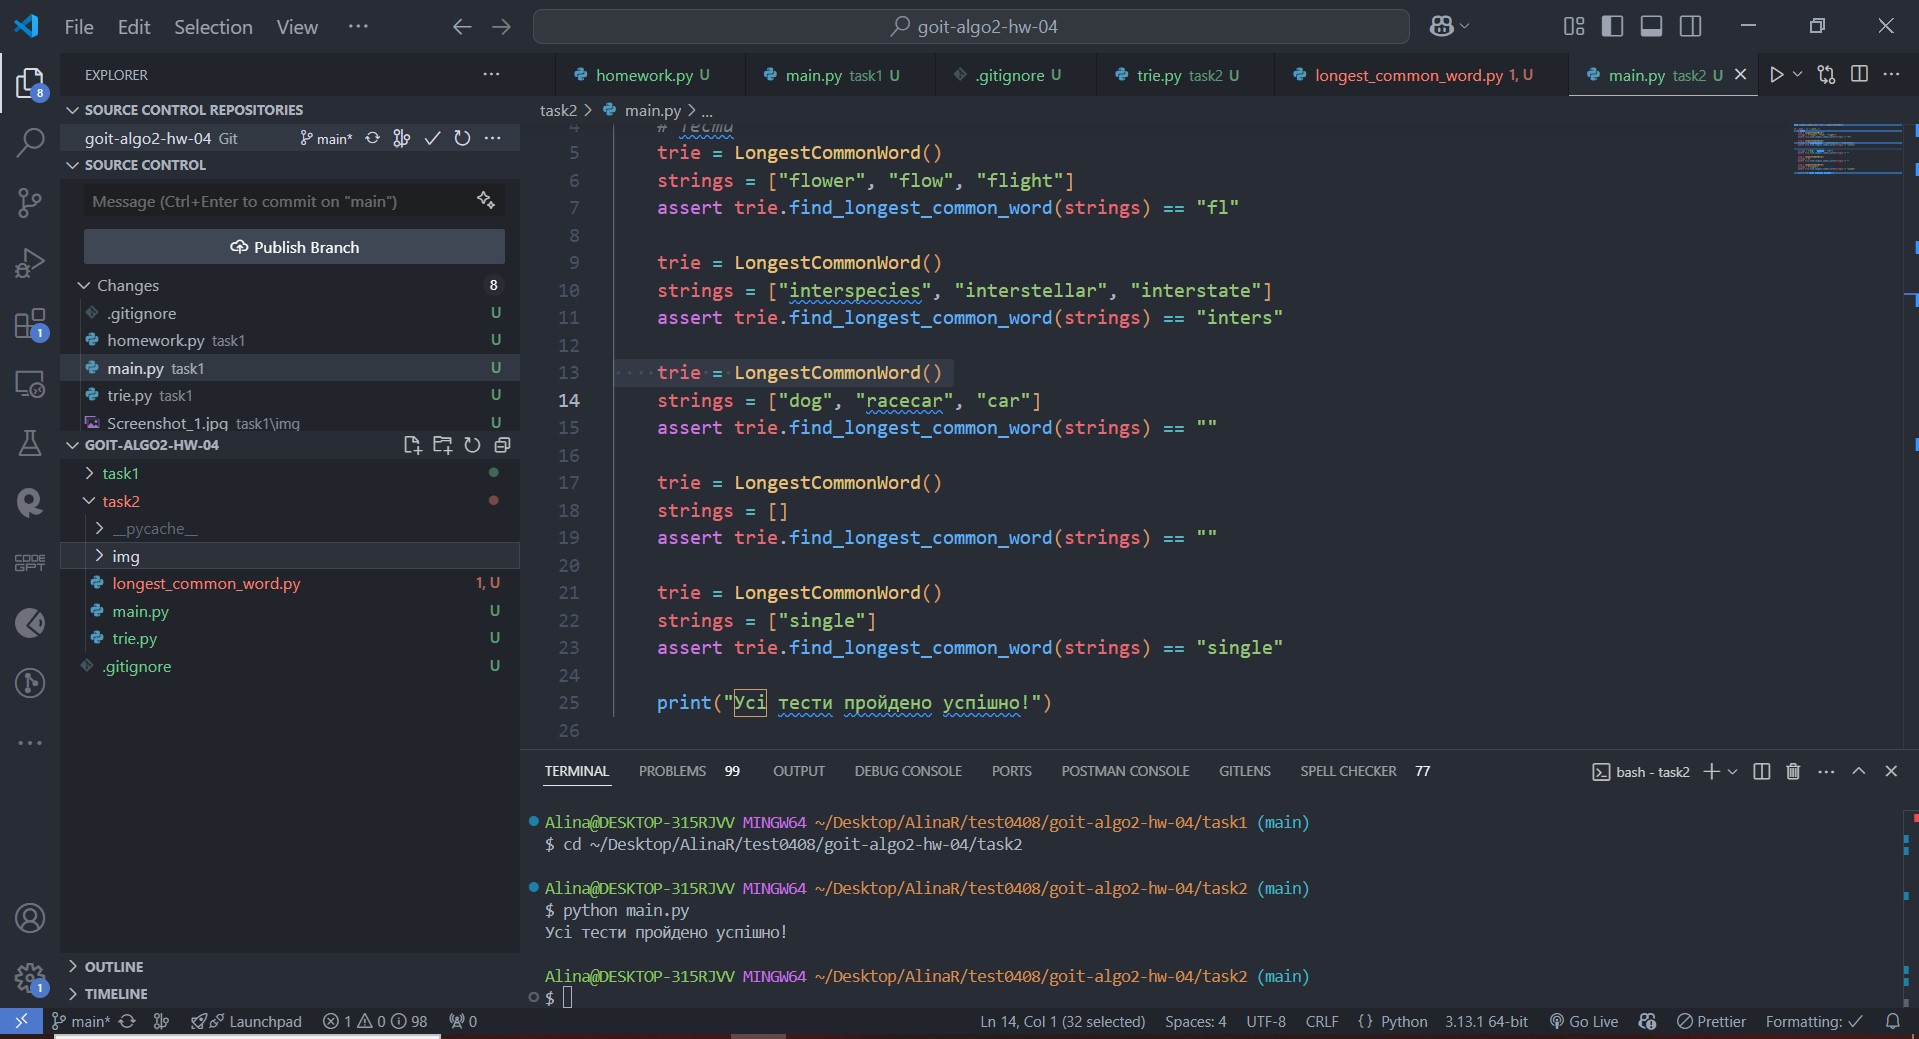 File Edit Selection View ··· goit-algo2-hw-04
EXPLORER ···
SOURCE CONTROL REPOSITORIES
goit-algo2-hw-04 Git main* ···
SOURCE CONTROL
Message (Ctrl+Enter to commit on "main")
Publish Branch
Changes 8
.gitignore U
homework.py task1 U
main.py task1 U
trie.py task1 U
Screenshot_1.jpg task1\img U
GOIT-ALGO2-HW-04
task1
task2
__pycache__
img
longest_common_word.py 1, U
main.py U
trie.py U
.gitignore U
OUTLINE
TIMELINE
8
1
CODE GPT
1
homework.py U main.py task1 U .gitignore U trie.py task2 U longest_common_word.py 1, U main.py task2 U
task2 > main.py > ...
4 # Тести
5 trie = LongestCommonWord()
6 strings = ["flower", "flow", "flight"]
7 assert trie.find_longest_common_word(strings) == "fl"
8
9 trie = LongestCommonWord()
10 strings = ["interspecies", "interstellar", "interstate"]
11 assert trie.find_longest_common_word(strings) == "inters"
12
13 trie = LongestCommonWord()
14 strings = ["dog", "racecar", "car"]
15 assert trie.find_longest_common_word(strings) == ""
16
17 trie = LongestCommonWord()
18 strings = []
19 assert trie.find_longest_common_word(strings) == ""
20
21 trie = LongestCommonWord()
22 strings = ["single"]
23 assert trie.find_longest_common_word(strings) == "single"
24
25 print("Усі тести пройдено успішно!")
26
TERMINAL PROBLEMS 99 OUTPUT DEBUG CONSOLE PORTS POSTMAN CONSOLE GITLENS SPELL CHECKER 77 bash - task2
Alina@DESKTOP-315RJVV MINGW64 ~/Desktop/AlinaR/test0408/goit-algo2-hw-04/task1 (main)
$ cd ~/Desktop/AlinaR/test0408/goit-algo2-hw-04/task2
Alina@DESKTOP-315RJVV MINGW64 ~/Desktop/AlinaR/test0408/goit-algo2-hw-04/task2 (main)
$ python main.py
Усі тести пройдено успішно!
Alina@DESKTOP-315RJVV MINGW64 ~/Desktop/AlinaR/test0408/goit-algo2-hw-04/task2 (main)
$
main* Launchpad 1 0 98 0 Ln 14, Col 1 (32 selected) Spaces: 4 UTF-8 CRLF {} Python 3.13.1 64-bit Go Live Prettier Formatting: ✓